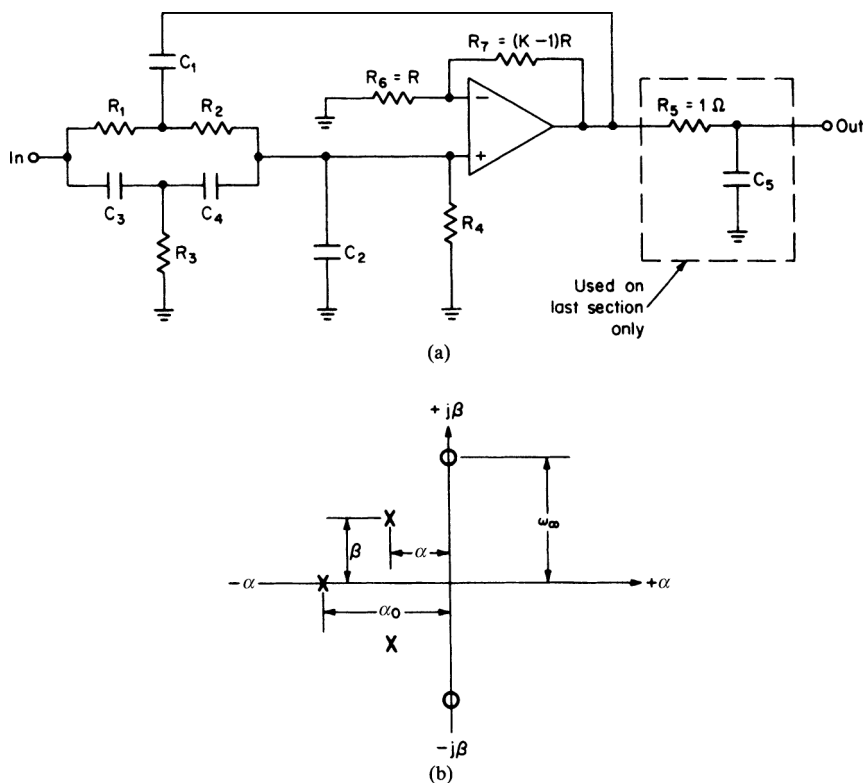 C₁
R₇ = (K −1)R
R₆ = R
−
R₁
R₂
R₅ = 1 Ω
In
+
Out
C₃
C₄
C₅
R₃
C₂
R₄
Used on
last section
only
(a)
+ jβ
β
α
ω∞
−α
+α
α₀
−jβ
(b)